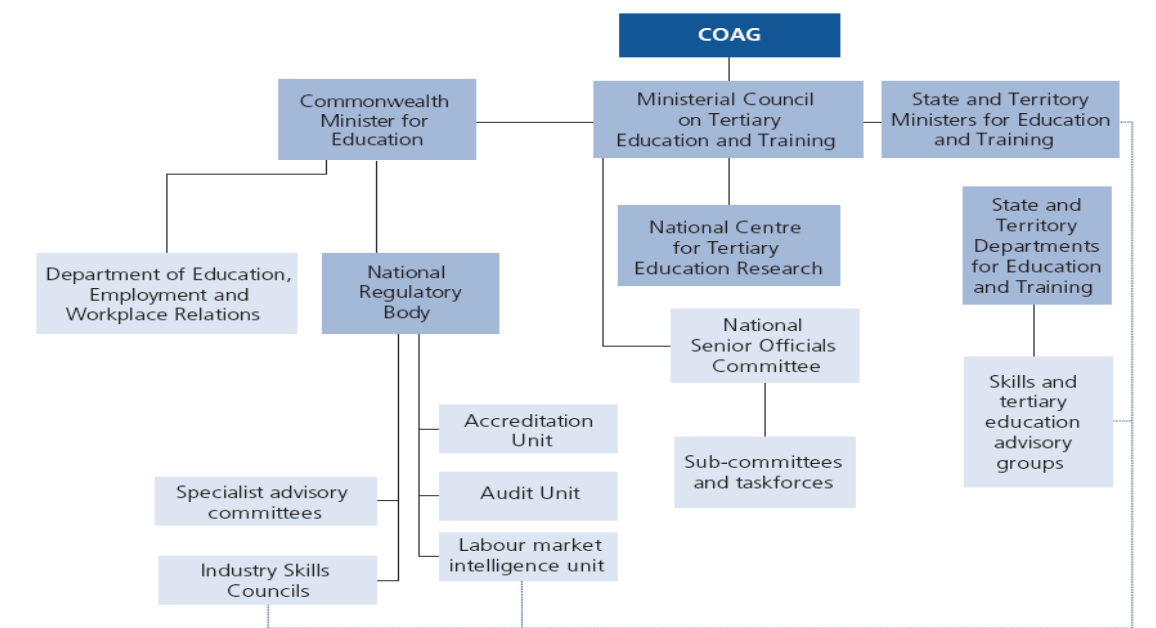 COAG
Commonwealth
Minister for
Education
Ministerial Council
on Tertiary
Education and Training
State and Territory
Ministers for Education
and Training
National Centre
for Tertiary
Education Research
State and
Territory
Departments
for Education
and Training
Department of Education,
Employment and
Workplace Relations
National
Regulatory
Body
National
Senior Officials
Committee
Skills and
tertiary
education
advisory
groups
Accreditation
Unit
Sub-committees
and taskforces
Specialist advisory
committees
Audit Unit
Labour market
intelligence unit
Industry Skills
Councils